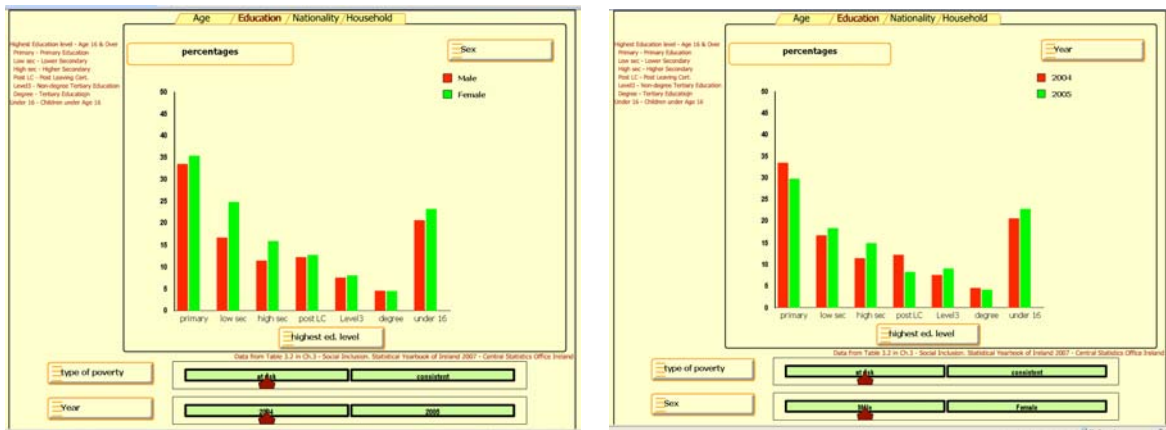 Age / Education / Nationality / Household
Highest Education level - Age 16 & Over
Primary - Primary Education
Low sec - Lower Secondary
High sec - Higher Secondary
Post LC - Post Leaving Cert.
Level3 - Non-degree Tertiary Education
Degree - Tertiary Education
Under 16 - Children under Age 16
percentages
Sex
Male
Female
50
45
40
35
30
25
20
15
10
5
0
primary low sec high sec post LC Level3 degree under 16
highest ed. level
Data from Table 3.2 in Ch.3 - Social Inclusion. Statistical Yearbook of Ireland 2007 - Central Statistics Office Ireland
type of poverty
at risk consistent
Year
2004 2005
Age / Education / Nationality / Household
Highest Education level - Age 16 & Over
Primary - Primary Education
Low sec - Lower Secondary
High sec - Higher Secondary
Post LC - Post Leaving Cert.
Level3 - Non-degree Tertiary Education
Degree - Tertiary Education
Under 16 - Children under Age 16
percentages
Year
2004
2005
50
45
40
35
30
25
20
15
10
5
0
primary low sec high sec post LC Level3 degree under 16
highest ed. level
Data from Table 3.2 in Ch.3 - Social Inclusion. Statistical Yearbook of Ireland 2007 - Central Statistics Office Ireland
type of poverty
at risk consistent
Sex
Male Female